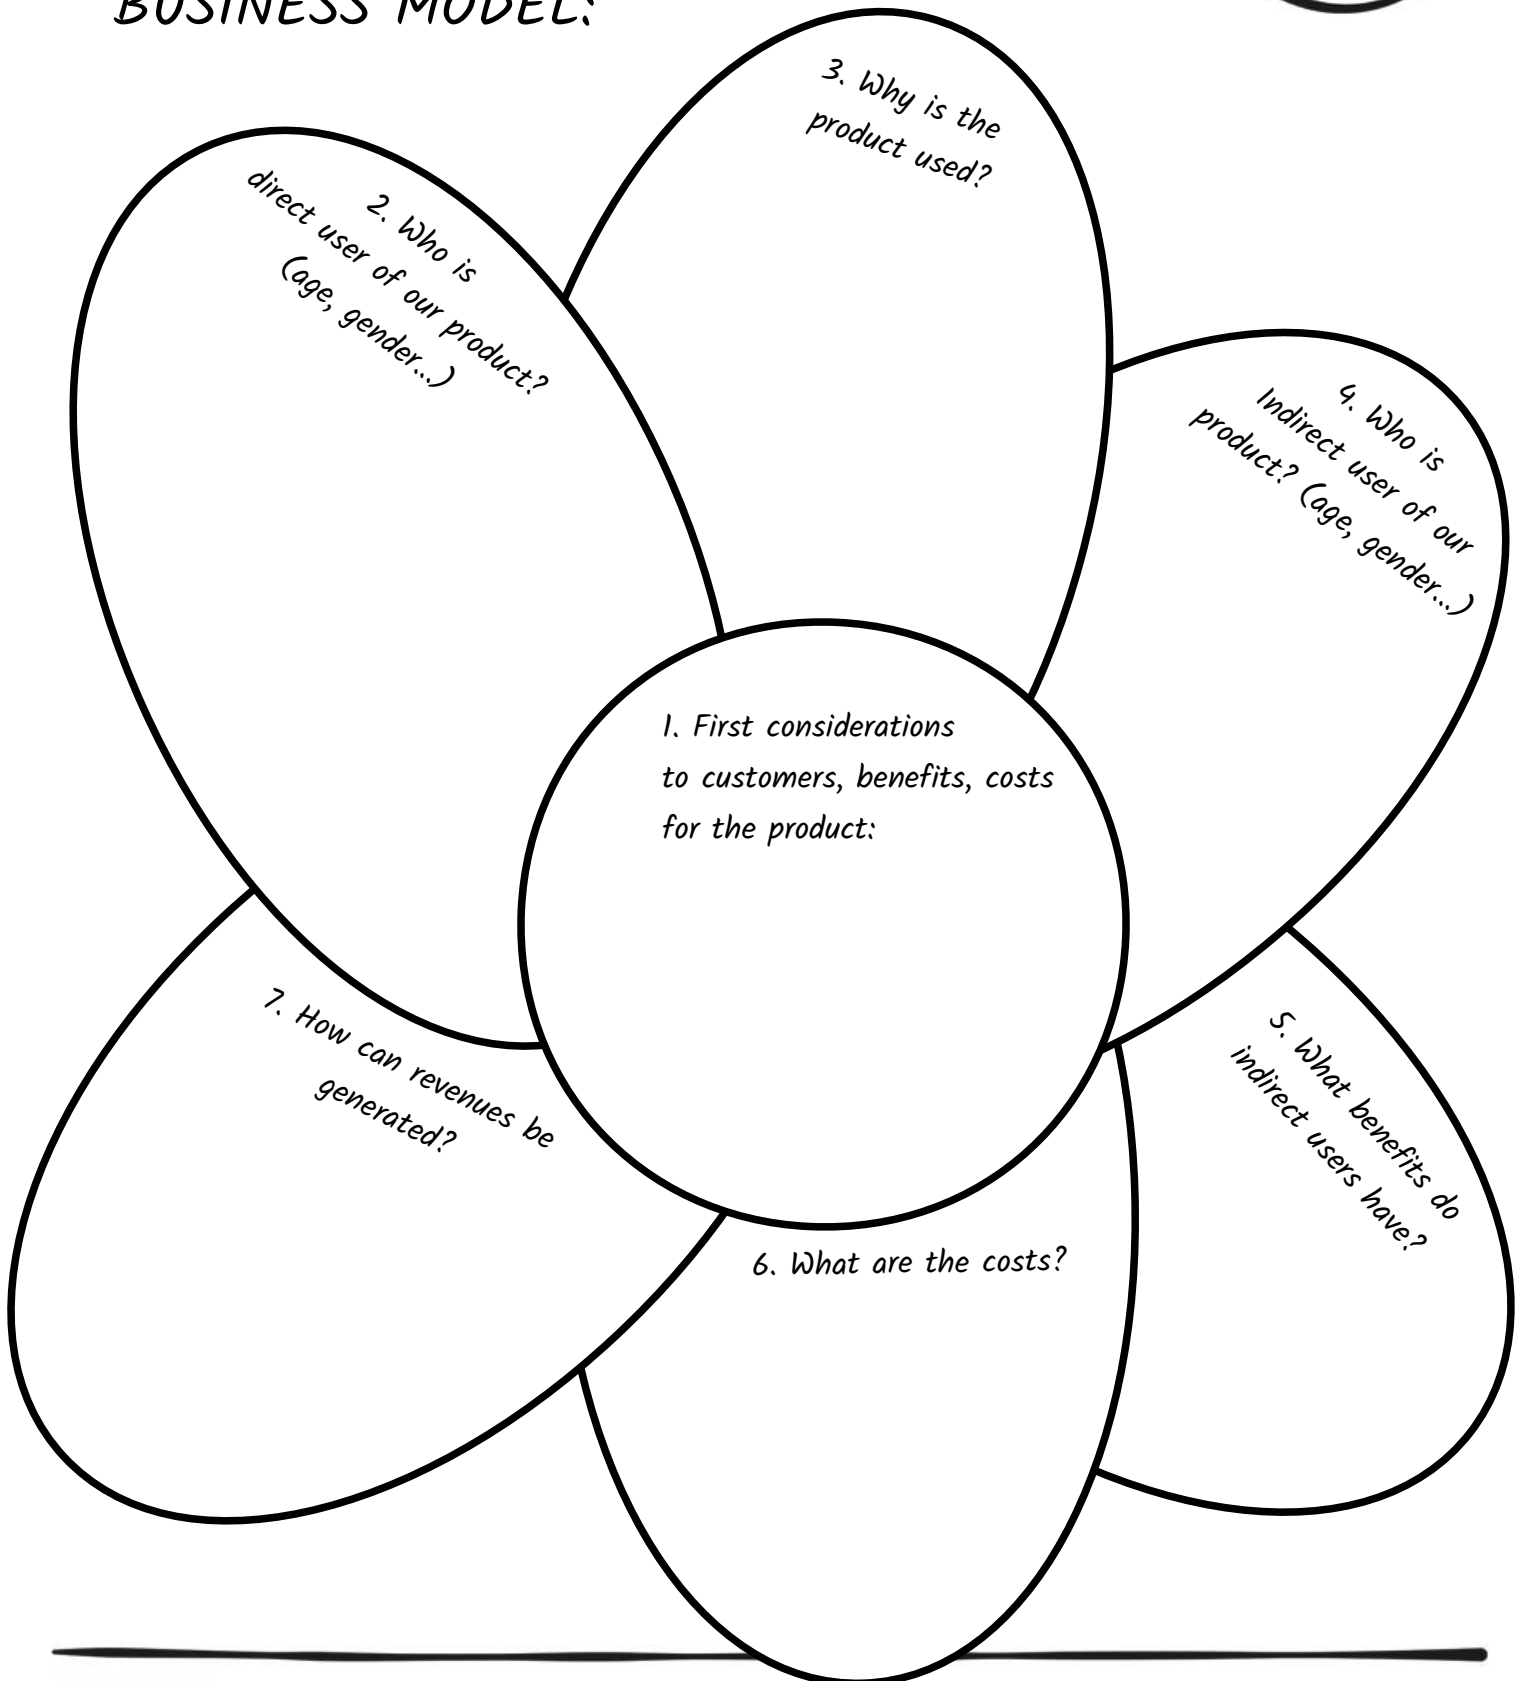 BUSINESS MODEL:
3. Why is the
product used?
2. Who is
direct user of our product?
(age, gender...)
4. Who is
Indirect user of our
product? (age, gender...)
1. First considerations
to customers, benefits, costs
for the product:
7. How can revenues be
generated?
5. What benefits do
indirect users have?
6. What are the costs?